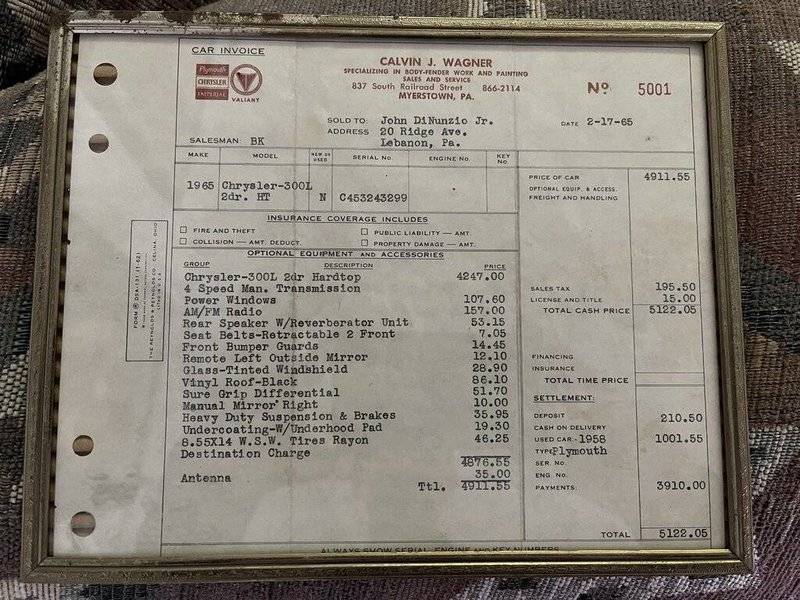 CAR INVOICE
Plymouth
CHRYSLER
IMPERIAL
VALIANT
CALVIN J. WAGNER
SPECIALIZING IN BODY-FENDER WORK AND PAINTING
SALES AND SERVICE
837 South Railroad Street 866-2114
MYERSTOWN, PA.
No 5001
SOLD TO: John DiNunzio Jr.
ADDRESS 20 Ridge Ave.
Lebanon, Pa.
DATE 2-17-65
SALESMAN: BK
MAKE MODEL NEW OR USED SERIAL No. ENGINE No. KEY No.
1965 Chrysler-300L
2dr. HT N C453243299
INSURANCE COVERAGE INCLUDES
FIRE AND THEFT PUBLIC LIABILITY — AMT.
COLLISION — AMT. DEDUCT. PROPERTY DAMAGE — AMT.
OPTIONAL EQUIPMENT AND ACCESSORIES
GROUP DESCRIPTION PRICE
Chrysler-300L 2dr Hardtop 4247.00
4 Speed Man. Transmission
Power Windows 107.60
AM/FM Radio 157.00
Rear Speaker W/Reverberator Unit 53.15
Seat Belts-Retractable 2 Front 7.05
Front Bumper Guards 14.45
Remote Left Outside Mirror 12.10
Glass-Tinted Windshield 28.90
Vinyl Roof-Black 86.10
Sure Grip Differential 51.70
Manual Mirror Right 10.00
Heavy Duty Suspension & Brakes 35.95
Undercoating-W/Underhood Pad 19.30
8.55X14 W.S.W. Tires Rayon 46.25
Destination Charge
4876.55
Antenna 35.00
Ttl. 4911.55
PRICE OF CAR 4911.55
OPTIONAL EQUIP. & ACCESS.
FREIGHT AND HANDLING
SALES TAX 195.50
LICENSE AND TITLE 15.00
TOTAL CASH PRICE 5122.05
FINANCING
INSURANCE
TOTAL TIME PRICE
SETTLEMENT:
DEPOSIT 210.50
CASH ON DELIVERY
USED CAR-1958 1001.55
TYPE Plymouth
SER. No.
ENG. No.
PAYMENTS: 3910.00
TOTAL 5122.05
ALWAYS SHOW SERIAL, ENGINE AND KEY NUMBERS
THE REYNOLDS & REYNOLDS CO., CELINA, OHIO